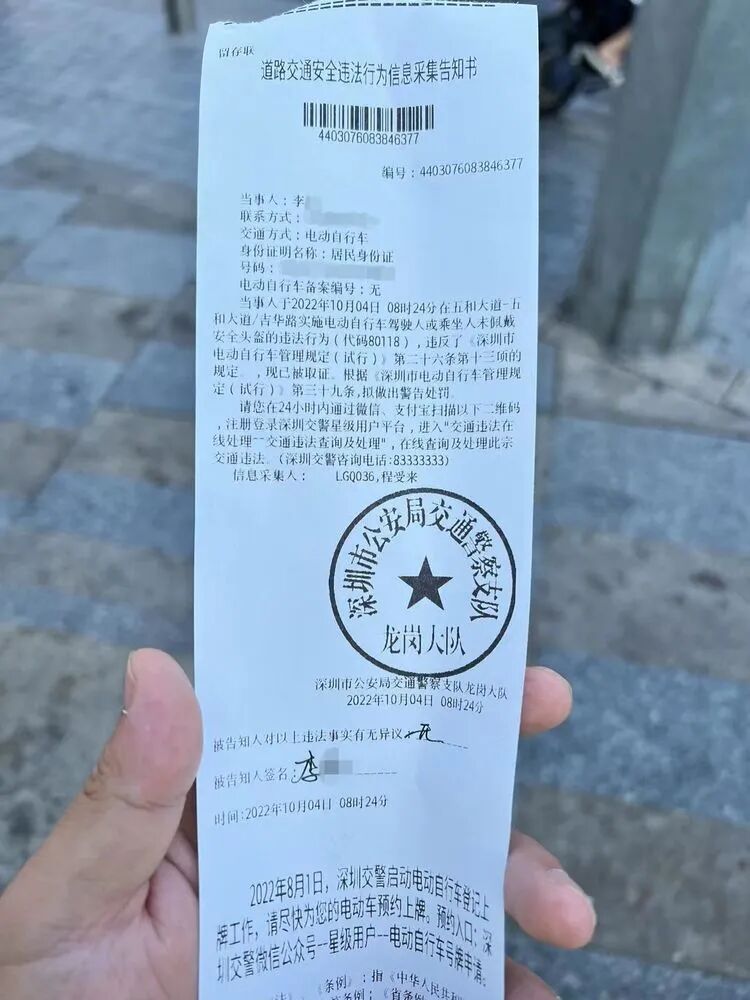 留存联
道路交通安全违法行为信息采集告知书
4403076083846377
编号：4403076083846377
当事人：李
联系方式：
交通方式：电动自行车
身份证明名称：居民身份证
号码：
电动自行车备案编号：无
当事人于2022年10月04日 08时24分在五和大道-五
和大道/吉华路实施电动自行车驾驶人或乘坐人未佩戴
安全头盔的违法行为（代码80118），违反了《深圳市
电动自行车管理规定（试行）》第二十六条第十三项的
规定，现已被取证。根据《深圳市电动自行车管理规
定（试行）》第三十九条,拟做出警告处罚。
请您在24小时内通过微信、支付宝扫描以下二维码
，注册登录深圳交警星级用户平台，进入"交通违法在
线处理--交通违法查询及处理"，在线查询及处理此宗
交通违法。(深圳交警咨询电话:83333333)
信息采集人： LGQ036,程受来
深圳市公安局交通警察支队
龙岗大队
深圳市公安局交通警察支队龙岗大队
2022年10月04日 08时24分
被告知人对以上违法事实有无异议：无
被告知人签名：李
时间:2022年10月04日 08时24分
2022年8月1日，深圳交警启动电动自行车登记上
牌工作，请尽快为您的电动车预约上牌。预约入口：深
圳交警微信公众号--星级用户--电动自行车号牌申请。
《条例》：指《中华人民共和